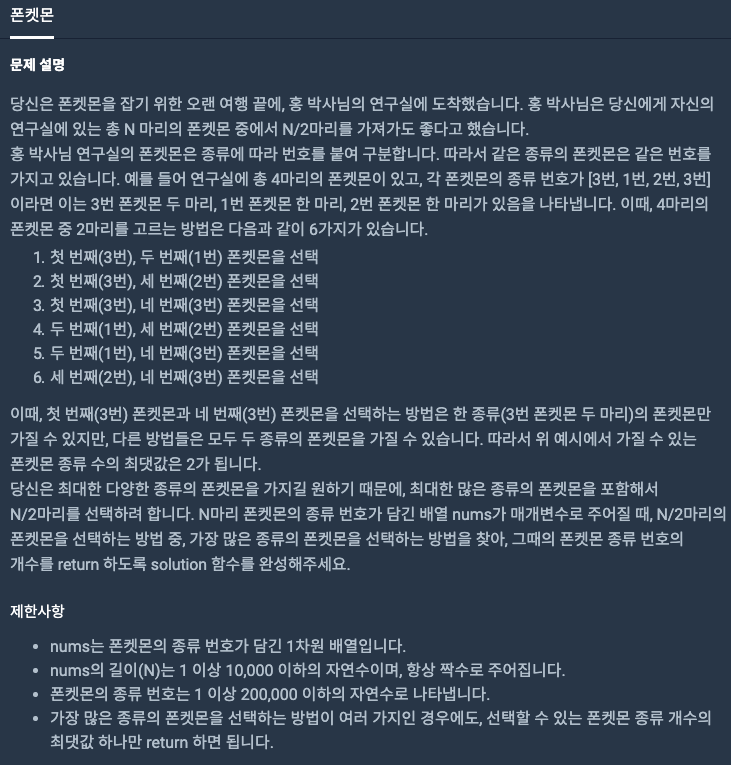 폰켓몬
문제 설명
당신은 폰켓몬을 잡기 위한 오랜 여행 끝에, 홍 박사님의 연구실에 도착했습니다. 홍 박사님은 당신에게 자신의
연구실에 있는 총 N 마리의 폰켓몬 중에서 N/2마리를 가져가도 좋다고 했습니다.
홍 박사님 연구실의 폰켓몬은 종류에 따라 번호를 붙여 구분합니다. 따라서 같은 종류의 폰켓몬은 같은 번호를
가지고 있습니다. 예를 들어 연구실에 총 4마리의 폰켓몬이 있고, 각 폰켓몬의 종류 번호가 [3번, 1번, 2번, 3번]
이라면 이는 3번 폰켓몬 두 마리, 1번 폰켓몬 한 마리, 2번 폰켓몬 한 마리가 있음을 나타냅니다. 이때, 4마리의
폰켓몬 중 2마리를 고르는 방법은 다음과 같이 6가지가 있습니다.
1. 첫 번째(3번), 두 번째(1번) 폰켓몬을 선택
2. 첫 번째(3번), 세 번째(2번) 폰켓몬을 선택
3. 첫 번째(3번), 네 번째(3번) 폰켓몬을 선택
4. 두 번째(1번), 세 번째(2번) 폰켓몬을 선택
5. 두 번째(1번), 네 번째(3번) 폰켓몬을 선택
6. 세 번째(2번), 네 번째(3번) 폰켓몬을 선택
이때, 첫 번째(3번) 폰켓몬과 네 번째(3번) 폰켓몬을 선택하는 방법은 한 종류(3번 폰켓몬 두 마리)의 폰켓몬만
가질 수 있지만, 다른 방법들은 모두 두 종류의 폰켓몬을 가질 수 있습니다. 따라서 위 예시에서 가질 수 있는
폰켓몬 종류 수의 최댓값은 2가 됩니다.
당신은 최대한 다양한 종류의 폰켓몬을 가지길 원하기 때문에, 최대한 많은 종류의 폰켓몬을 포함해서
N/2마리를 선택하려 합니다. N마리 폰켓몬의 종류 번호가 담긴 배열 nums가 매개변수로 주어질 때, N/2마리의
폰켓몬을 선택하는 방법 중, 가장 많은 종류의 폰켓몬을 선택하는 방법을 찾아, 그때의 폰켓몬 종류 번호의
개수를 return 하도록 solution 함수를 완성해주세요.
제한사항
• nums는 폰켓몬의 종류 번호가 담긴 1차원 배열입니다.
• nums의 길이(N)는 1 이상 10,000 이하의 자연수이며, 항상 짝수로 주어집니다.
• 폰켓몬의 종류 번호는 1 이상 200,000 이하의 자연수로 나타냅니다.
• 가장 많은 종류의 폰켓몬을 선택하는 방법이 여러 가지인 경우에도, 선택할 수 있는 폰켓몬 종류 개수의
최댓값 하나만 return 하면 됩니다.